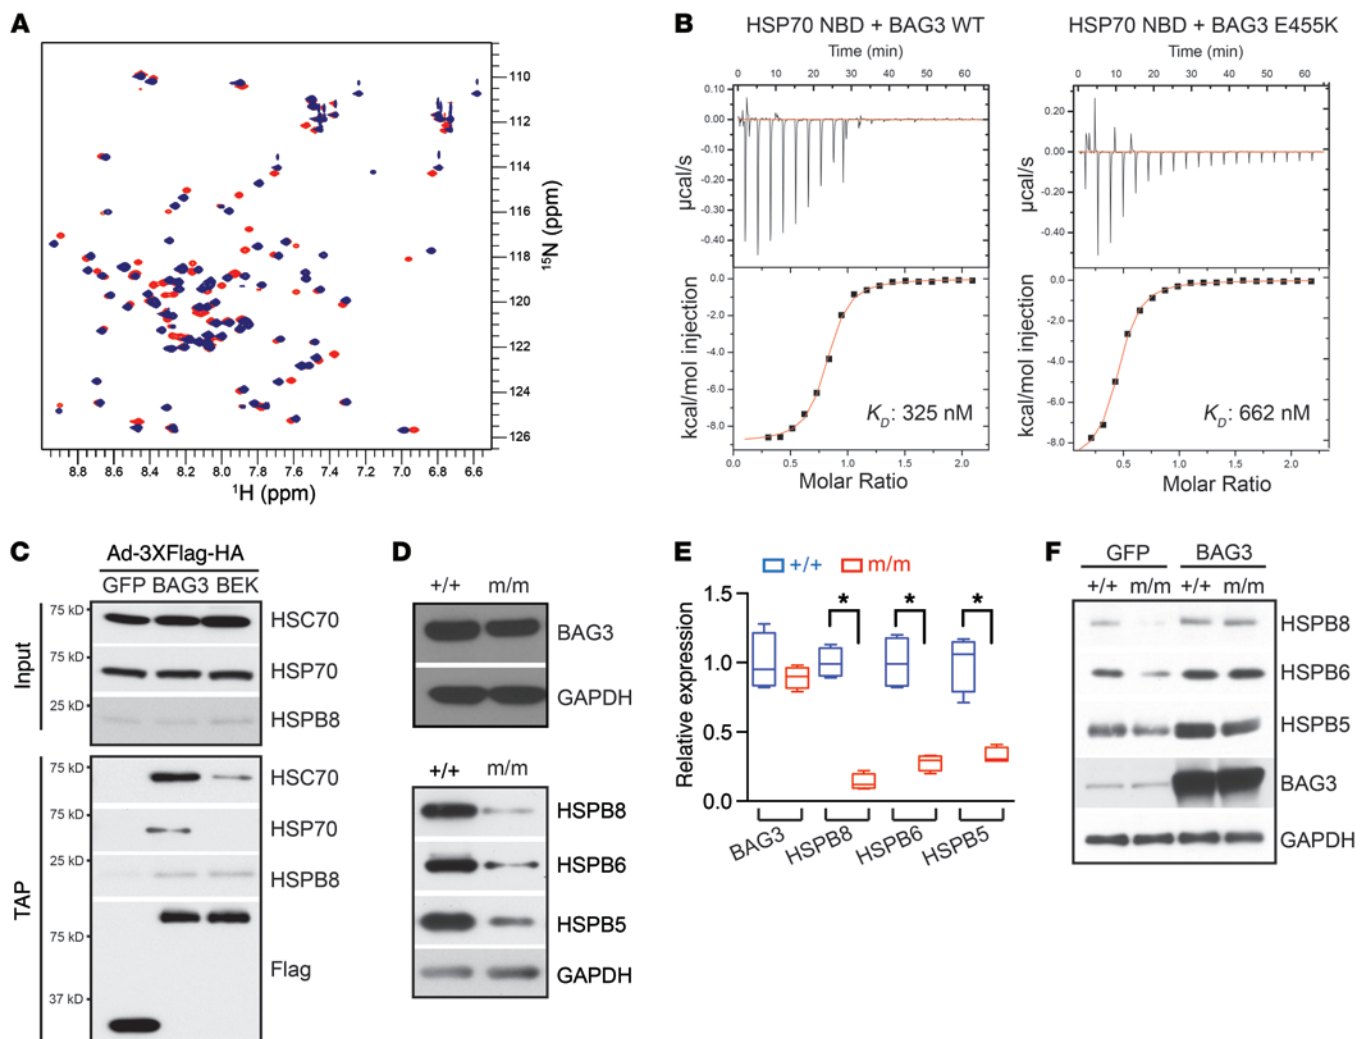 A
110
112
114
116
118
120
122
124
126
¹⁵N (ppm)
8.8 8.6 8.4 8.2 8.0 7.8 7.6 7.4 7.2 7.0 6.8 6.6
¹H (ppm)
B
HSP70 NBD + BAG3 WT
Time (min)
0 10 20 30 40 50 60
0.10
0.00
-0.10
-0.20
-0.30
-0.40
µcal/s
0.0
-2.0
-4.0
-6.0
-8.0
kcal/mol injection
K_D: 325 nM
0.0 0.5 1.0 1.5 2.0
Molar Ratio
HSP70 NBD + BAG3 E455K
Time (min)
0 10 20 30 40 50 60
0.20
0.00
-0.20
-0.40
µcal/s
0.0
-2.0
-4.0
-6.0
-8.0
kcal/mol injection
K_D: 662 nM
0.5 1.0 1.5 2.0
Molar Ratio
C
Ad-3XFlag-HA
GFP BAG3 BEK
Input
75 kD HSC70
75 kD HSP70
25 kD HSPB8
TAP
75 kD HSC70
75 kD HSP70
25 kD HSPB8
75 kD
Flag
37 kD
D
+/+ m/m
BAG3
GAPDH
+/+ m/m
HSPB8
HSPB6
HSPB5
GAPDH
E
+/+ m/m
1.5
1.0
0.5
0.0
Relative expression
* * *
BAG3 HSPB8 HSPB6 HSPB5
F
GFP BAG3
+/+ m/m +/+ m/m
HSPB8
HSPB6
HSPB5
BAG3
GAPDH